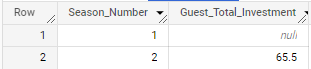 Row Season_Number Guest_Total_Investment
1 1 null
2 2 65.5